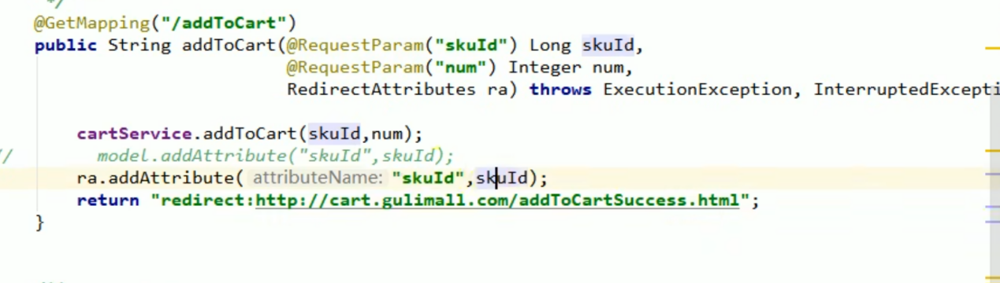 */
@GetMapping("/addToCart")
public String addToCart(@RequestParam("skuId") Long skuId,
@RequestParam("num") Integer num,
RedirectAttributes ra) throws ExecutionException, InterruptedExcepti
cartService.addToCart(skuId,num);
// model.addAttribute("skuId",skuId);
ra.addAttribute( attributeName: "skuId",skuId);
return "redirect:http://cart.gulimall.com/addToCartSuccess.html";
}